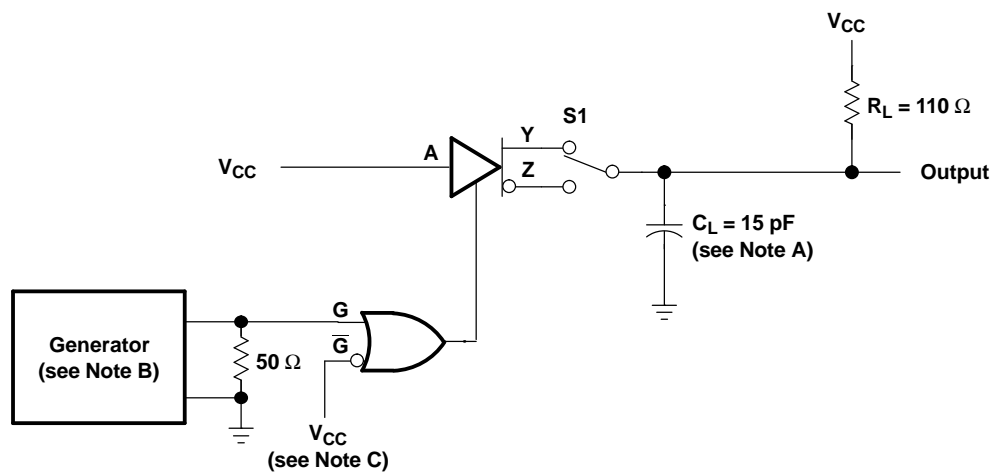 VCC
RL = 110 Ω
S1
Y
A
VCC
Z
Output
CL = 15 pF
(see Note A)
G
G̅
Generator
(see Note B)
50 Ω
VCC
(see Note C)